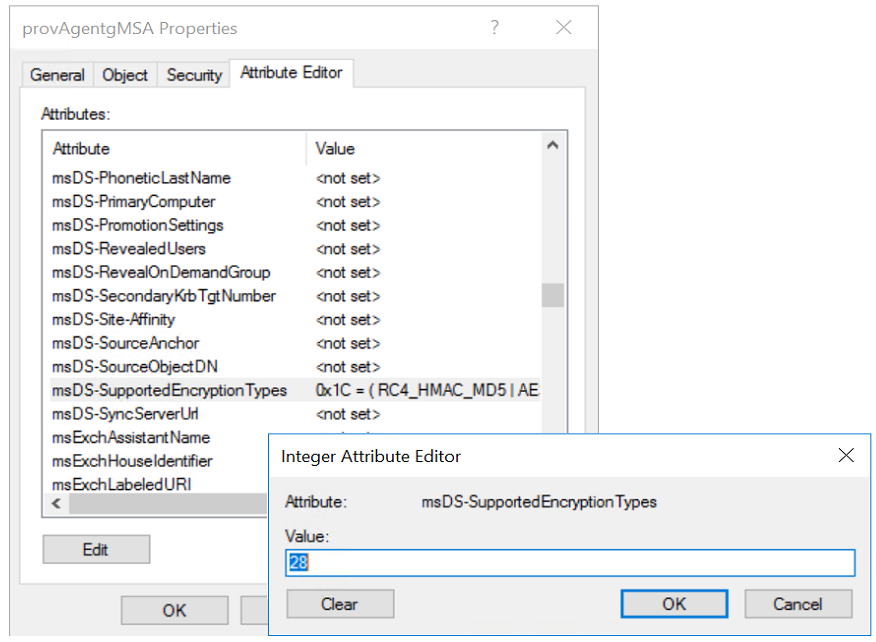 provAgentgMSA Properties ?
General Object Security Attribute Editor
Attributes:
Attribute Value
msDS-PhoneticLastName <not set>
msDS-PrimaryComputer <not set>
msDS-PromotionSettings <not set>
msDS-RevealedUsers <not set>
msDS-RevealOnDemandGroup <not set>
msDS-SecondaryKrbTgtNumber <not set>
msDS-Site-Affinity <not set>
msDS-SourceAnchor <not set>
msDS-SourceObjectDN <not set>
msDS-SupportedEncryptionTypes 0x1C = ( RC4_HMAC_MD5 | AE
msDS-SyncServerUrl <not set>
msExchAssistantName
msExchHouseIdentifier
msExchLabeledURI
Edit
OK
Integer Attribute Editor
Attribute: msDS-SupportedEncryptionTypes
Value:
28
Clear OK Cancel